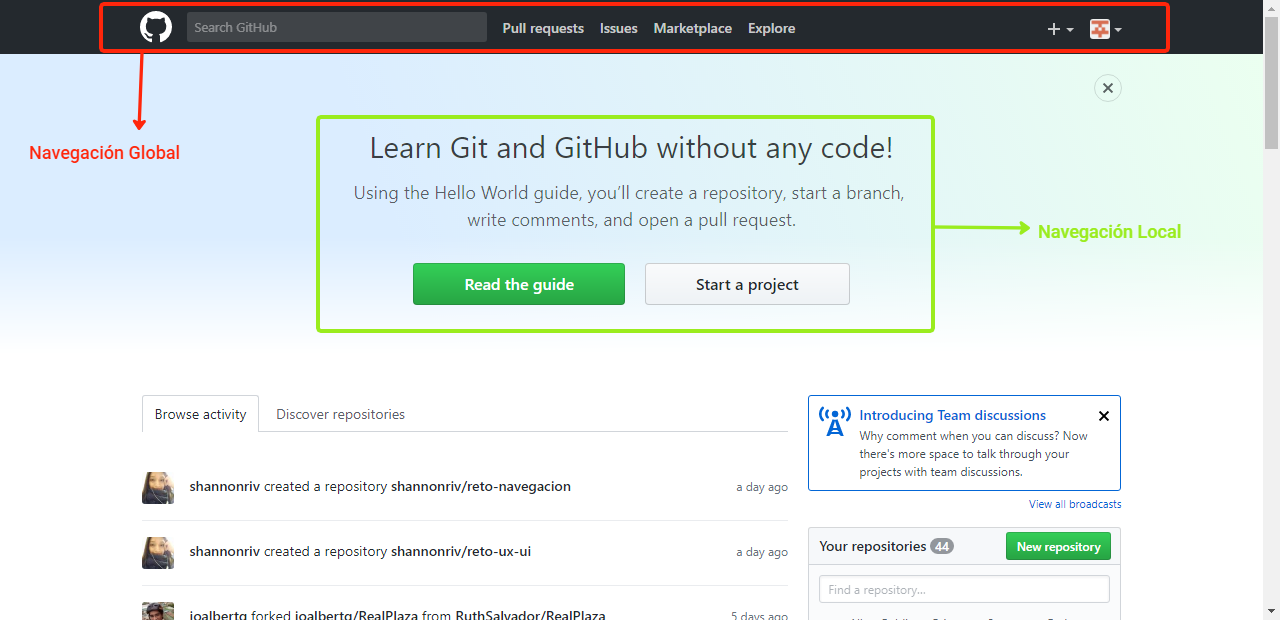 Search GitHub
Pull requests Issues Marketplace Explore
Navegación Global
Learn Git and GitHub without any code!
Using the Hello World guide, you’ll create a repository, start a branch,
write comments, and open a pull request.
Navegación Local
Read the guide Start a project
Browse activity Discover repositories
Introducing Team discussions
Why comment when you can discuss? Now
there's more space to talk through your
projects with team discussions.
View all broadcasts
shannonriv created a repository shannonriv/reto-navegacion a day ago
Your repositories 44 New repository
shannonriv created a repository shannonriv/reto-ux-ui a day ago
Find a repository...
joalbertg forked joalbertg/RealPlaza from RuthSalvador/RealPlaza 5 days ago